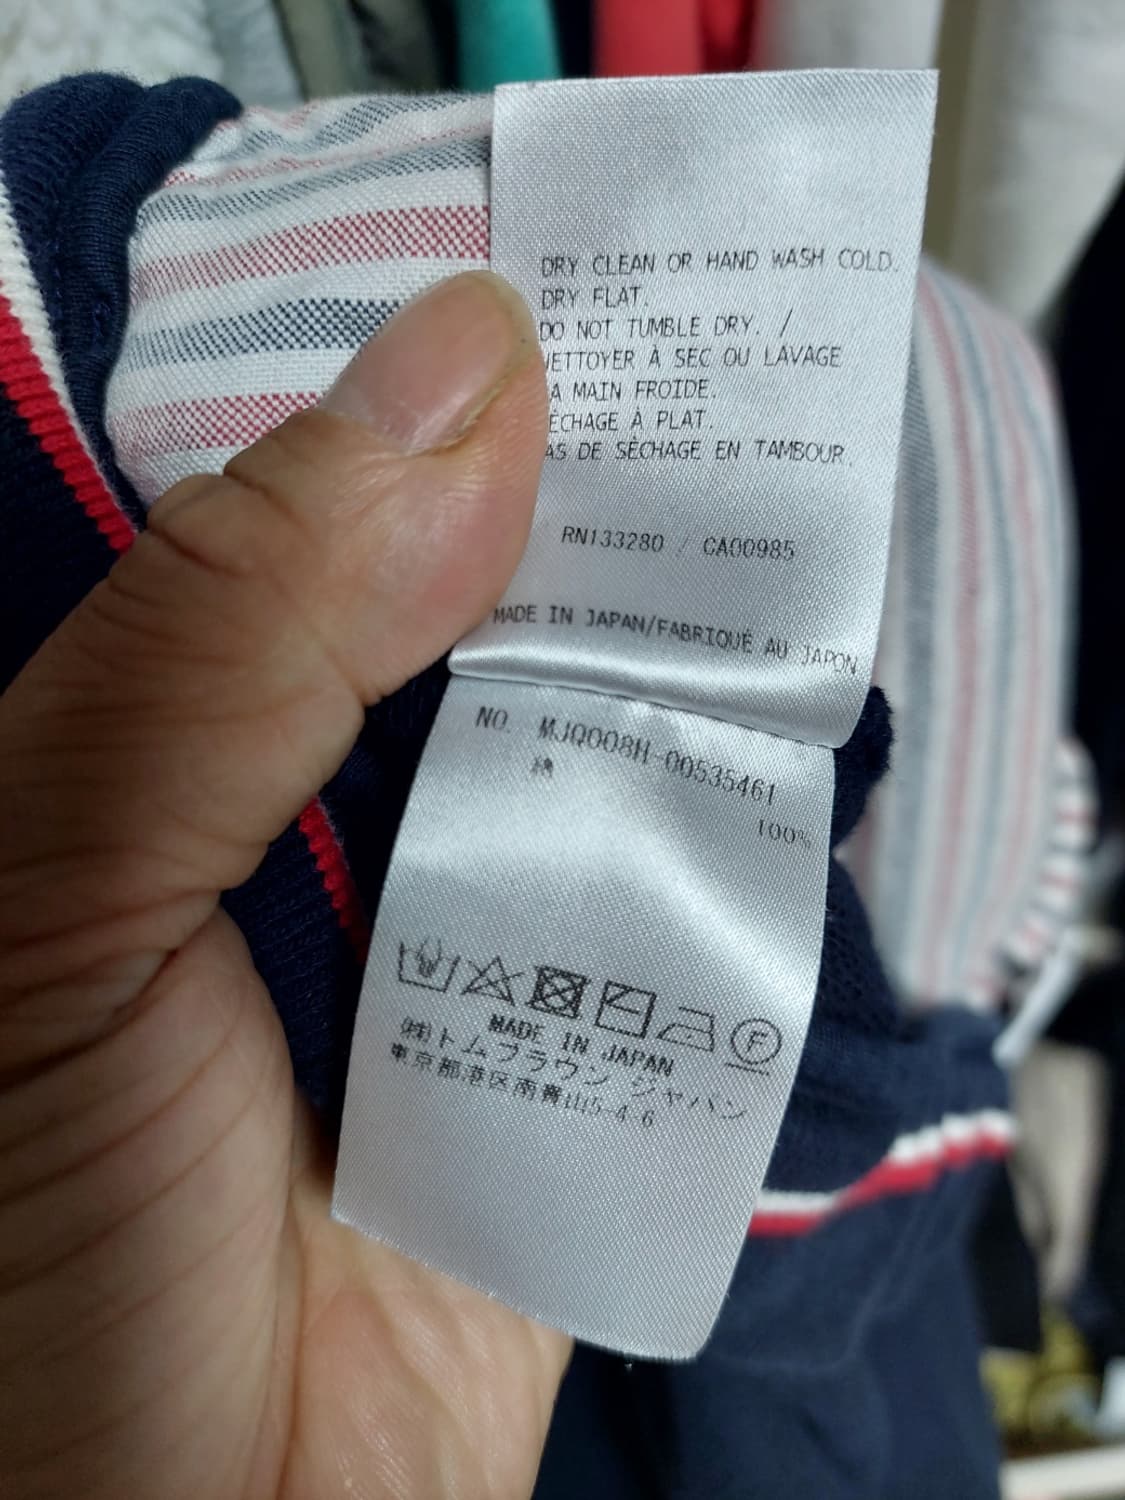 DRY CLEAN OR HAND WASH COLD.
DRY FLAT.
DO NOT TUMBLE DRY. /
NETTOYER À SEC OU LAVAGE
À MAIN FROIDE.
ÉCHAGE À PLAT.
AS DE SÉCHAGE EN TAMBOUR.
RN133280 / CA00985
MADE IN JAPAN/FABRIQUÉ AU JAPON
NO. MJQ008H-00535461
綿
100%
F
MADE IN JAPAN
(株)トムブラウン ジャパン
東京都港区南青山5-4-6